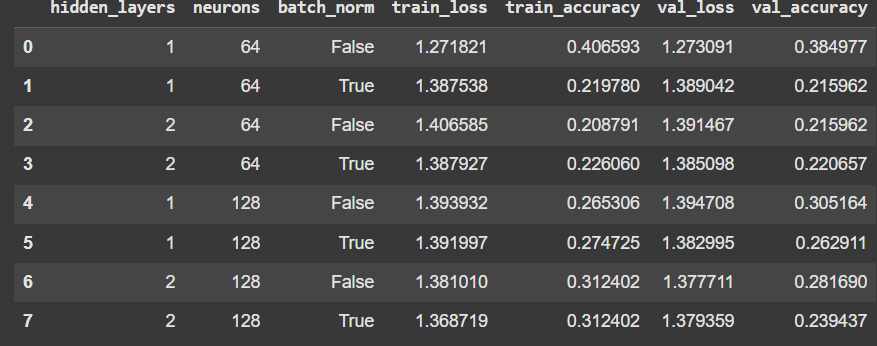 hidden_layers neurons batch_norm train_loss train_accuracy val_loss val_accuracy
0 1 64 False 1.271821 0.406593 1.273091 0.384977
1 1 64 True 1.387538 0.219780 1.389042 0.215962
2 2 64 False 1.406585 0.208791 1.391467 0.215962
3 2 64 True 1.387927 0.226060 1.385098 0.220657
4 1 128 False 1.393932 0.265306 1.394708 0.305164
5 1 128 True 1.391997 0.274725 1.382995 0.262911
6 2 128 False 1.381010 0.312402 1.377711 0.281690
7 2 128 True 1.368719 0.312402 1.379359 0.239437